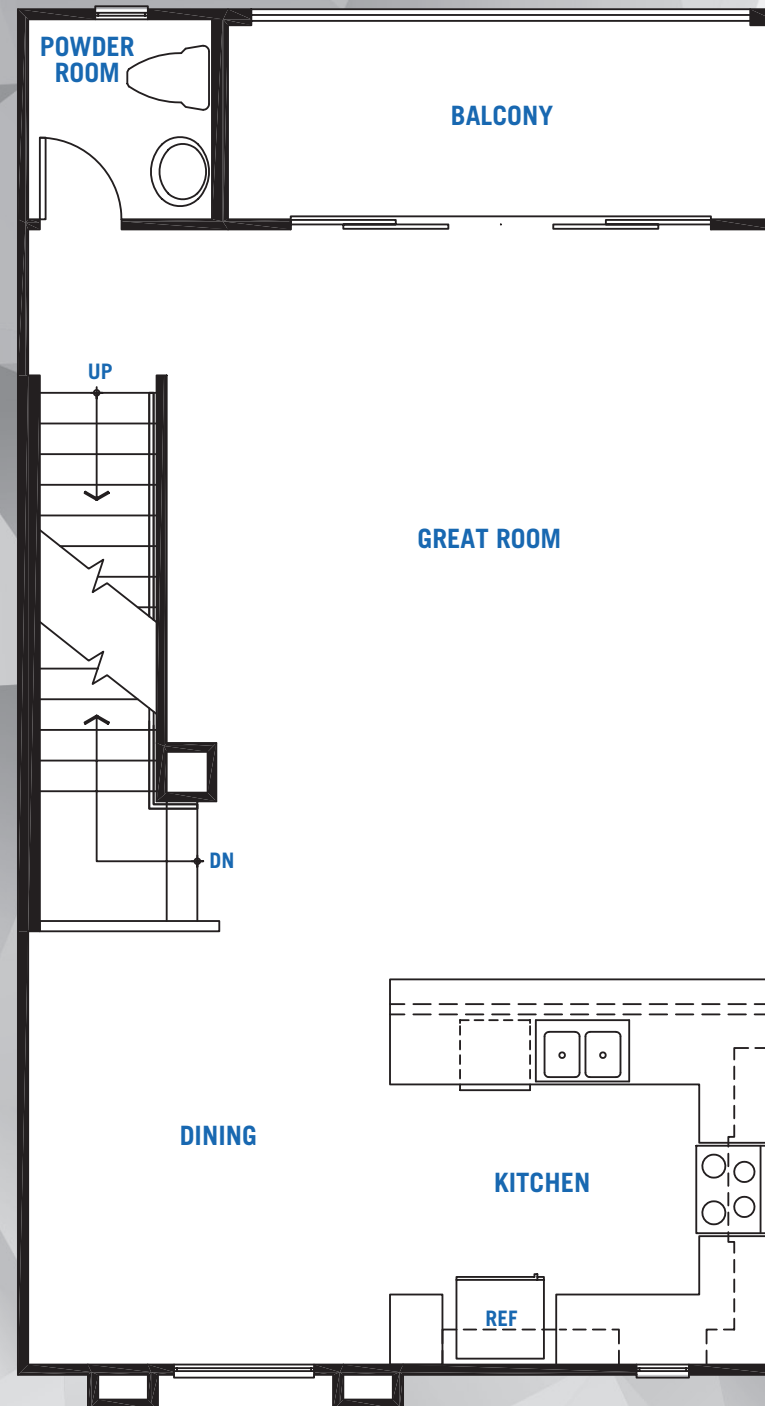 POWDER
ROOM
BALCONY
UP
GREAT ROOM
DN
DINING
KITCHEN
REF